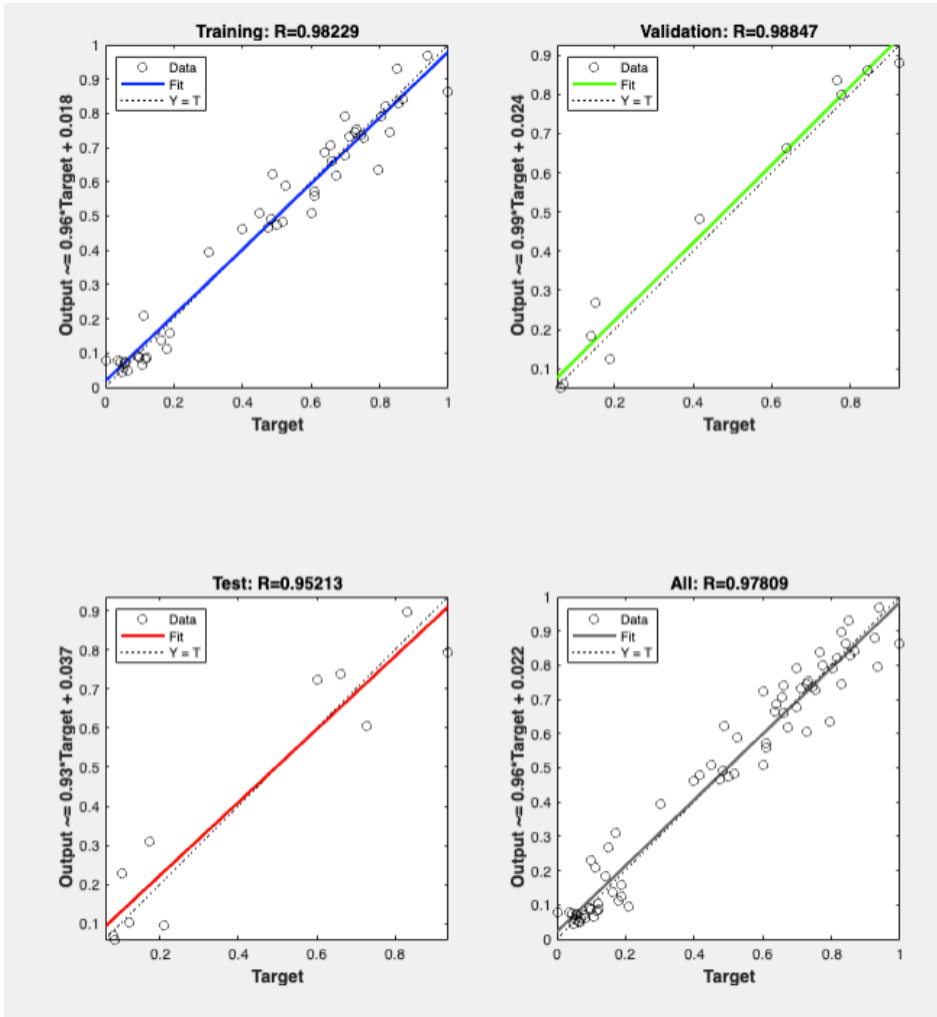 Training: R=0.98229
Data
Fit
Y = T
Output ~= 0.96*Target + 0.018
1
0.9
0.8
0.7
0.6
0.5
0.4
0.3
0.2
0.1
0
0 0.2 0.4 0.6 0.8 1
Target
Validation: R=0.98847
Data
Fit
Y = T
Output ~= 0.99*Target + 0.024
0.9
0.8
0.7
0.6
0.5
0.4
0.3
0.2
0.1
0.2 0.4 0.6 0.8
Target
Test: R=0.95213
Data
Fit
Y = T
Output ~= 0.93*Target + 0.037
0.9
0.8
0.7
0.6
0.5
0.4
0.3
0.2
0.1
0.2 0.4 0.6 0.8
Target
All: R=0.97809
Data
Fit
Y = T
Output ~= 0.96*Target + 0.022
1
0.9
0.8
0.7
0.6
0.5
0.4
0.3
0.2
0.1
0
0 0.2 0.4 0.6 0.8 1
Target